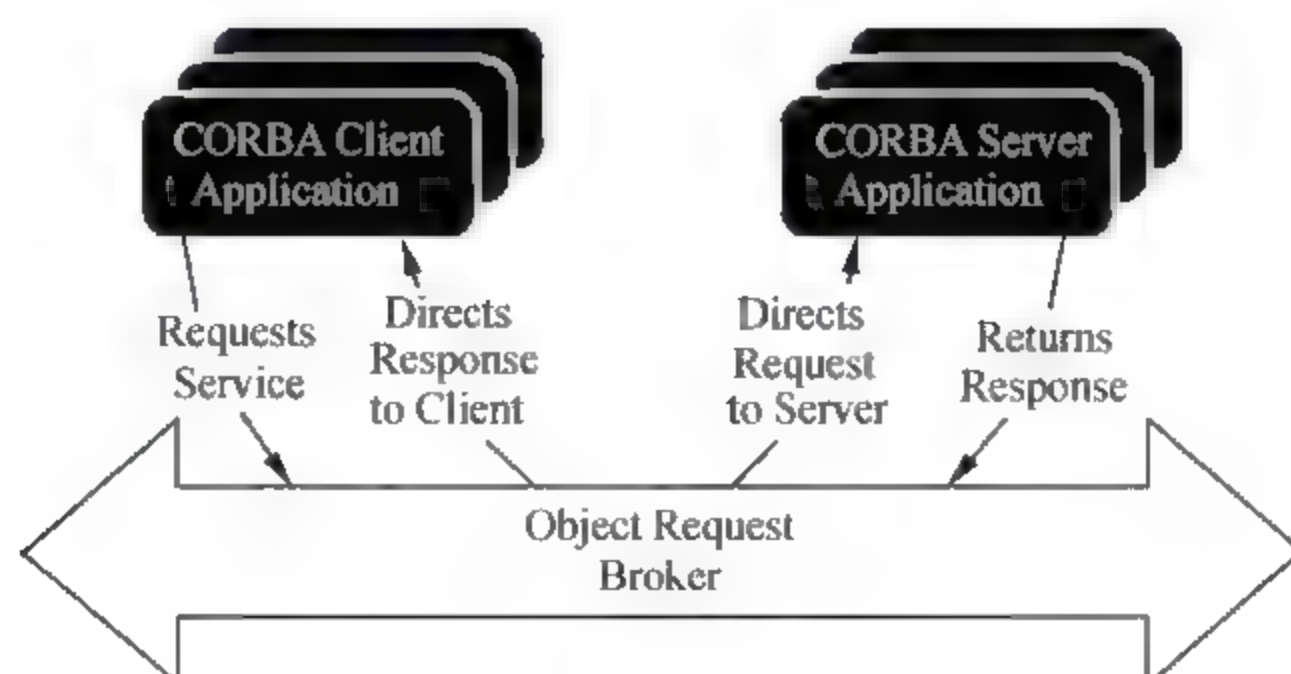 CORBA Client
Application
CORBA Server
Application
Requests
Service
Directs
Response
to Client
Directs
Request
to Server
Returns
Response
Object Request
Broker